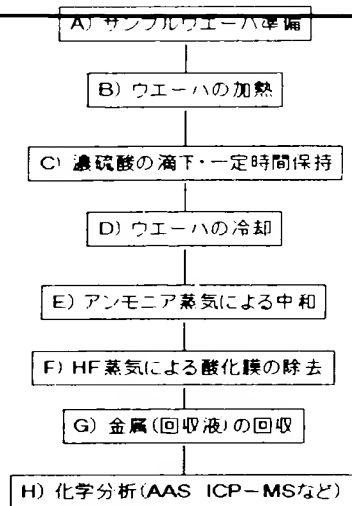 A) サンプルウエーハ準備
B) ウエーハの加熱
C) 濃硫酸の滴下・一定時間保持
D) ウエーハの冷却
E) アンモニア蒸気による中和
F) HF蒸気による酸化膜の除去
G) 金属(回収液)の回収
H) 化学分析(AAS ICP-MSなど)